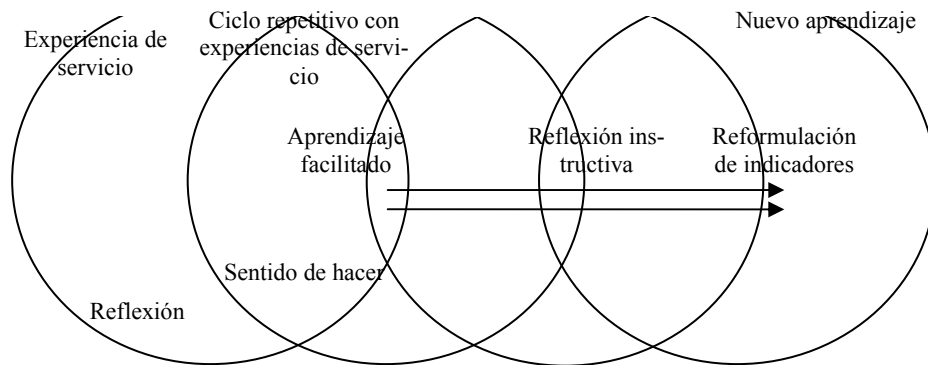 Experiencia de
servicio
Ciclo repetitivo con
experiencias de servi-
cio
Nuevo aprendizaje
Aprendizaje
facilitado
Reflexión ins-
tructiva
Reformulación
de indicadores
Sentido de hacer
Reflexión